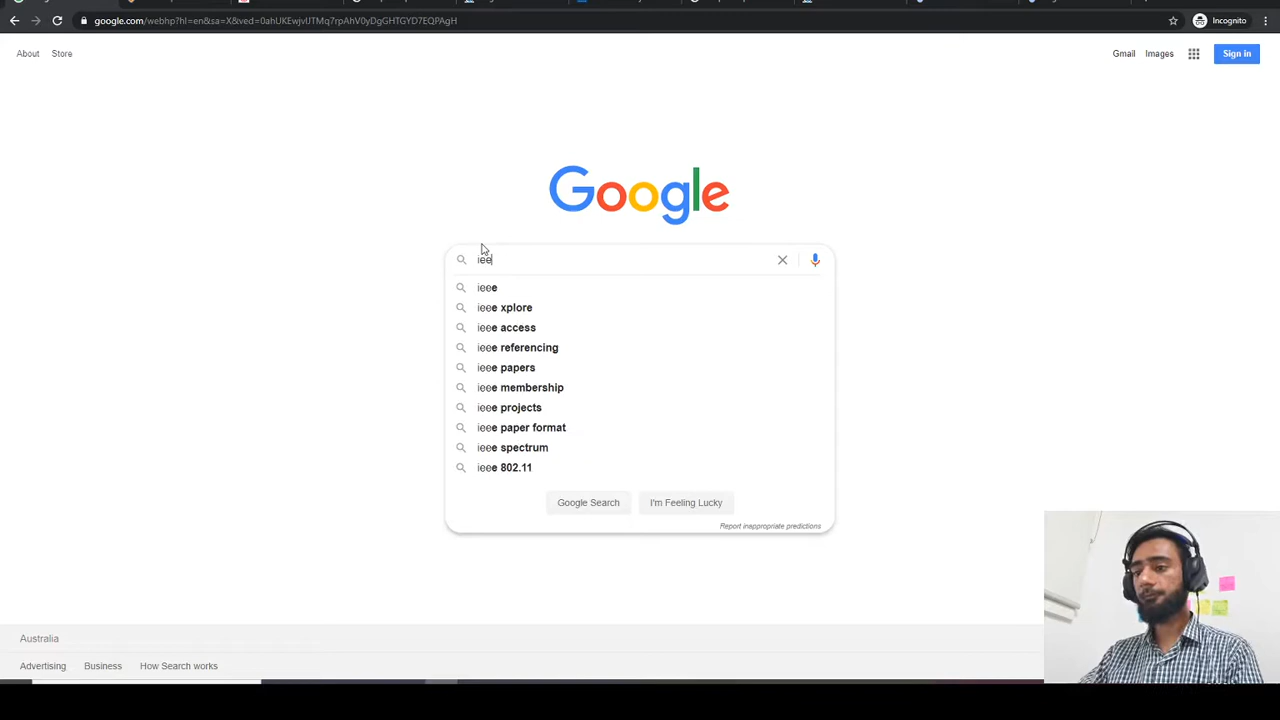 google.com/webhp?hl=en&sa=X&ved=0ahUKEwjvlJTMq7rpAhV0yDgGHTGYD7EQPAgH
Incognito
About Store
Gmail Images Sign in
Google
iee
ieee
ieee xplore
ieee access
ieee referencing
ieee papers
ieee membership
ieee projects
ieee paper format
ieee spectrum
ieee 802.11
Google Search I'm Feeling Lucky
Report inappropriate predictions
Australia
Advertising Business How Search works